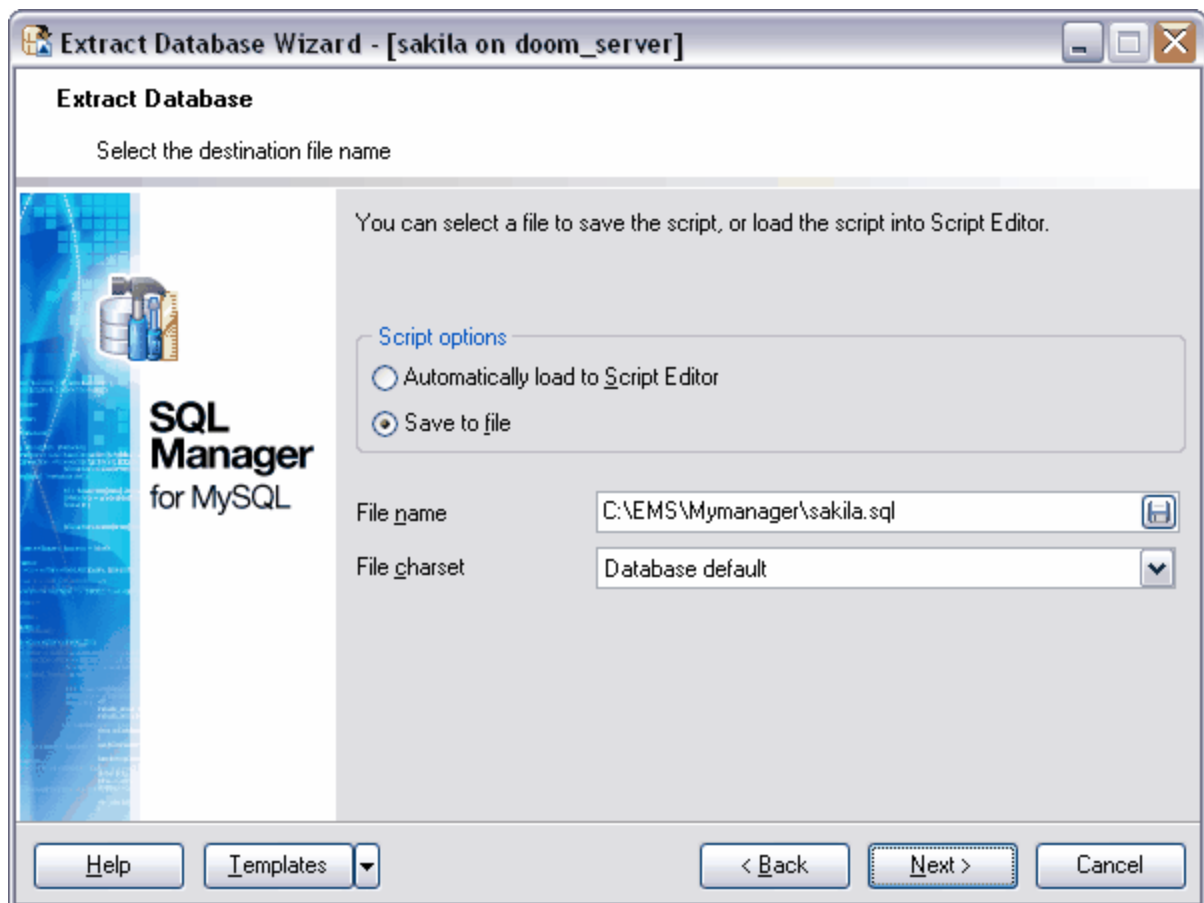 Extract Database Wizard - [sakila on doom_server]
Extract Database
Select the destination file name
You can select a file to save the script, or load the script into Script Editor.
Script options
Automatically load to Script Editor
Save to file
SQL
Manager
for MySQL
File name C:\EMS\Mymanager\sakila.sql
File charset Database default
Help Templates < Back Next > Cancel